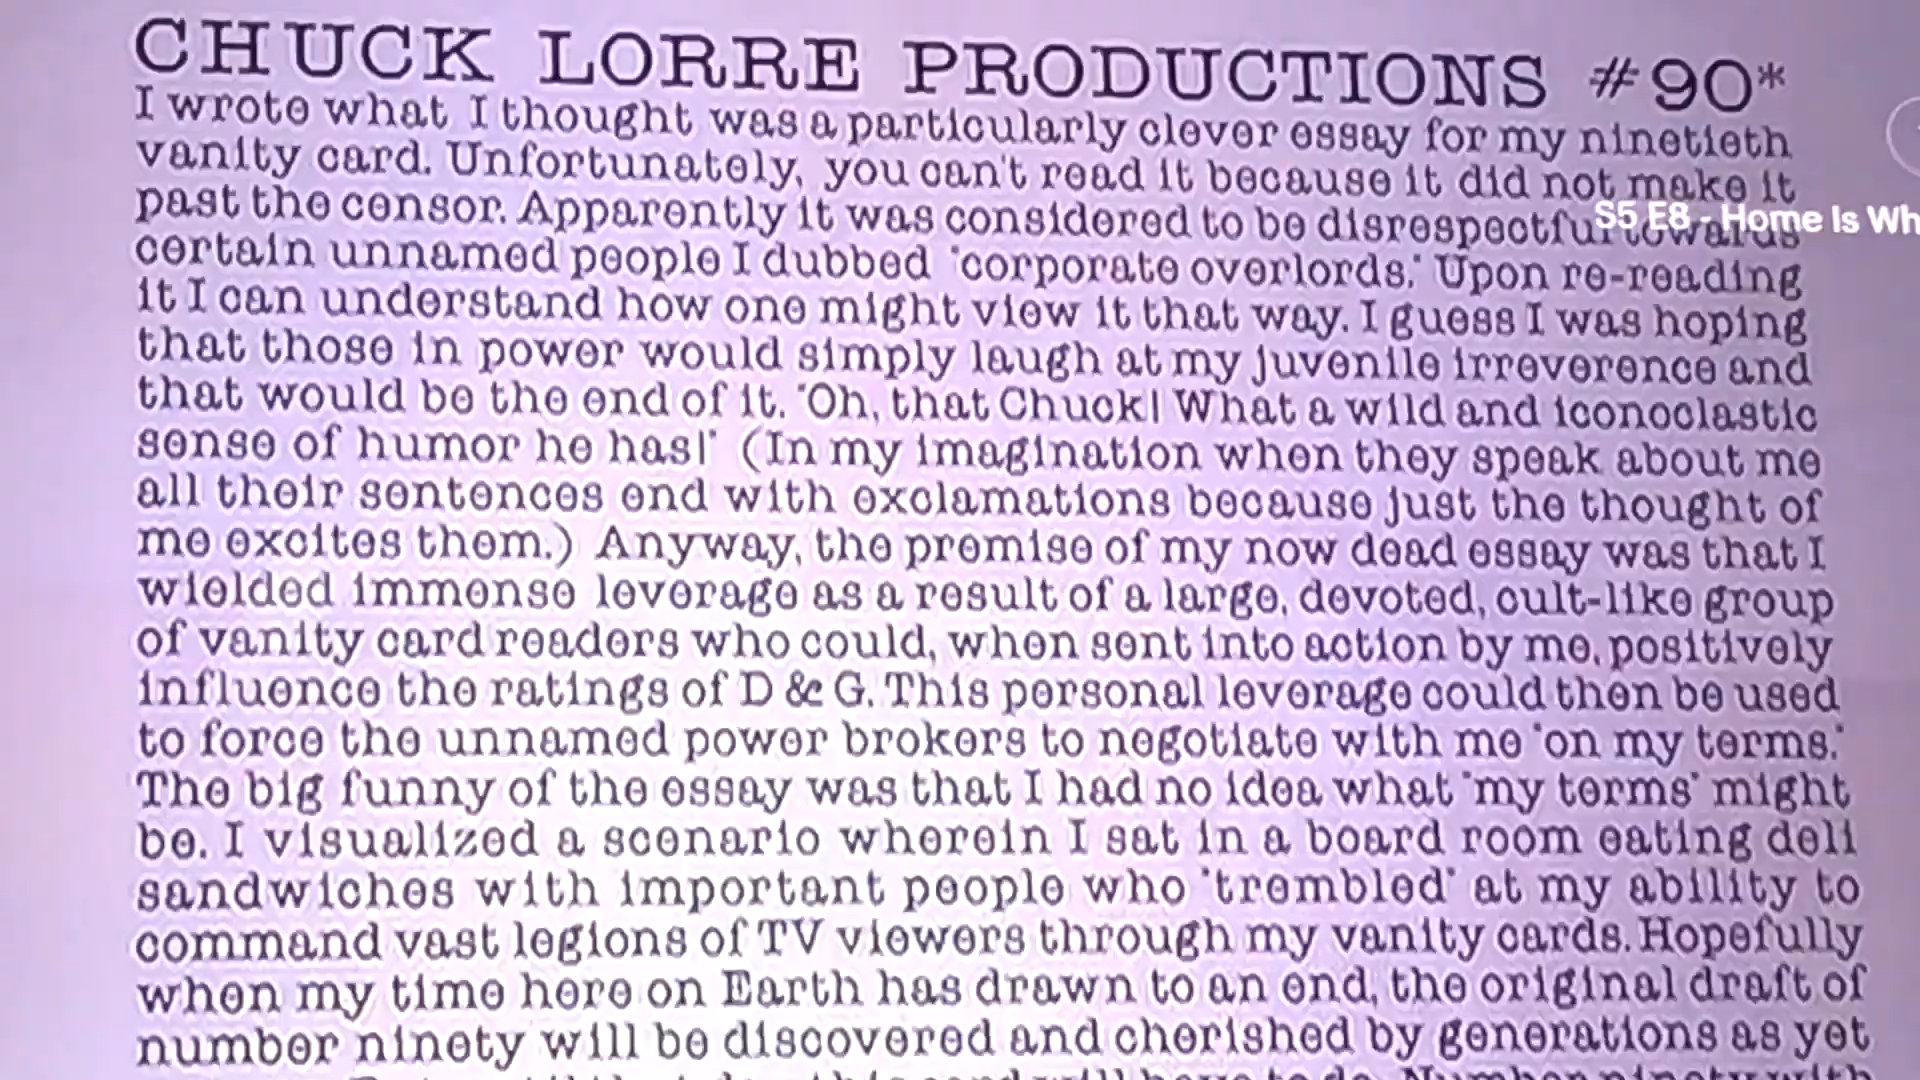 CHUCK LORRE PRODUCTIONS #90*
I wrote what I thought was a particularly clever essay for my ninetieth
vanity card. Unfortunately, you can't read it because it did not make it
past the censor. Apparently it was considered to be disrespectful towards
S5 E8 - Home Is Wh
certain unnamed people I dubbed "corporate overlords." Upon re-reading
it I can understand how one might view it that way. I guess I was hoping
that those in power would simply laugh at my juvenile irreverence and
that would be the end of it. "Oh, that Chuck! What a wild and iconoclastic
sense of humor he has!" (In my imagination when they speak about me
all their sentences end with exclamations because just the thought of
me excites them.) Anyway, the premise of my now dead essay was that I
wielded immense leverage as a result of a large, devoted, cult-like group
of vanity card readers who could, when sent into action by me, positively
influence the ratings of D & G. This personal leverage could then be used
to force the unnamed power brokers to negotiate with me "on my terms."
The big funny of the essay was that I had no idea what "my terms" might
be. I visualized a scenario wherein I sat in a board room eating deli
sandwiches with important people who "trembled" at my ability to
command vast legions of TV viewers through my vanity cards. Hopefully
when my time here on Earth has drawn to an end, the original draft of
number ninety will be discovered and cherished by generations as yet
this card will have to do. Number ninety with